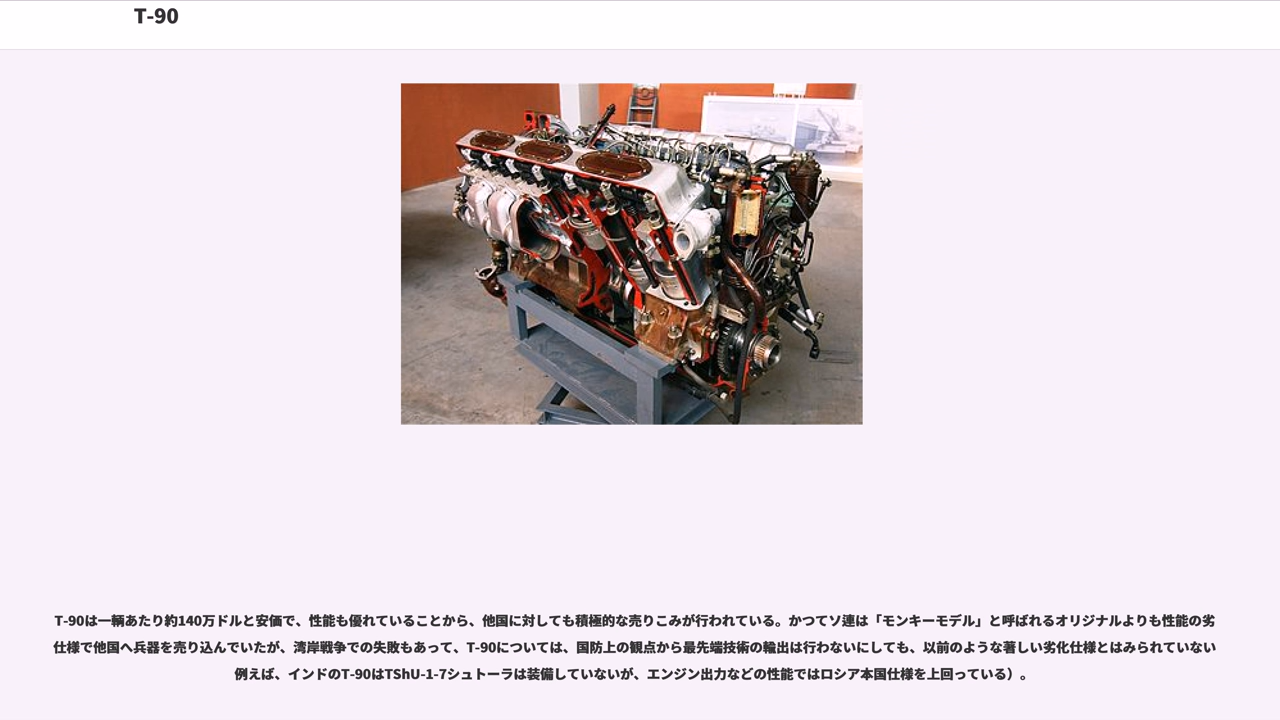 T-90
T-90は一輌あたり約140万ドルと安価で、性能も優れていることから、他国に対しても積極的な売りこみが行われている。かつてソ連は「モンキーモデル」と呼ばれるオリジナルよりも性能の劣
仕様で他国へ兵器を売り込んでいたが、湾岸戦争での失敗もあって、T-90については、国防上の観点から最先端技術の輸出は行わないにしても、以前のような著しい劣化仕様とはみられていない
例えば、インドのT-90はTShU-1-7シュトーラは装備していないが、エンジン出力などの性能ではロシア本国仕様を上回っている）。